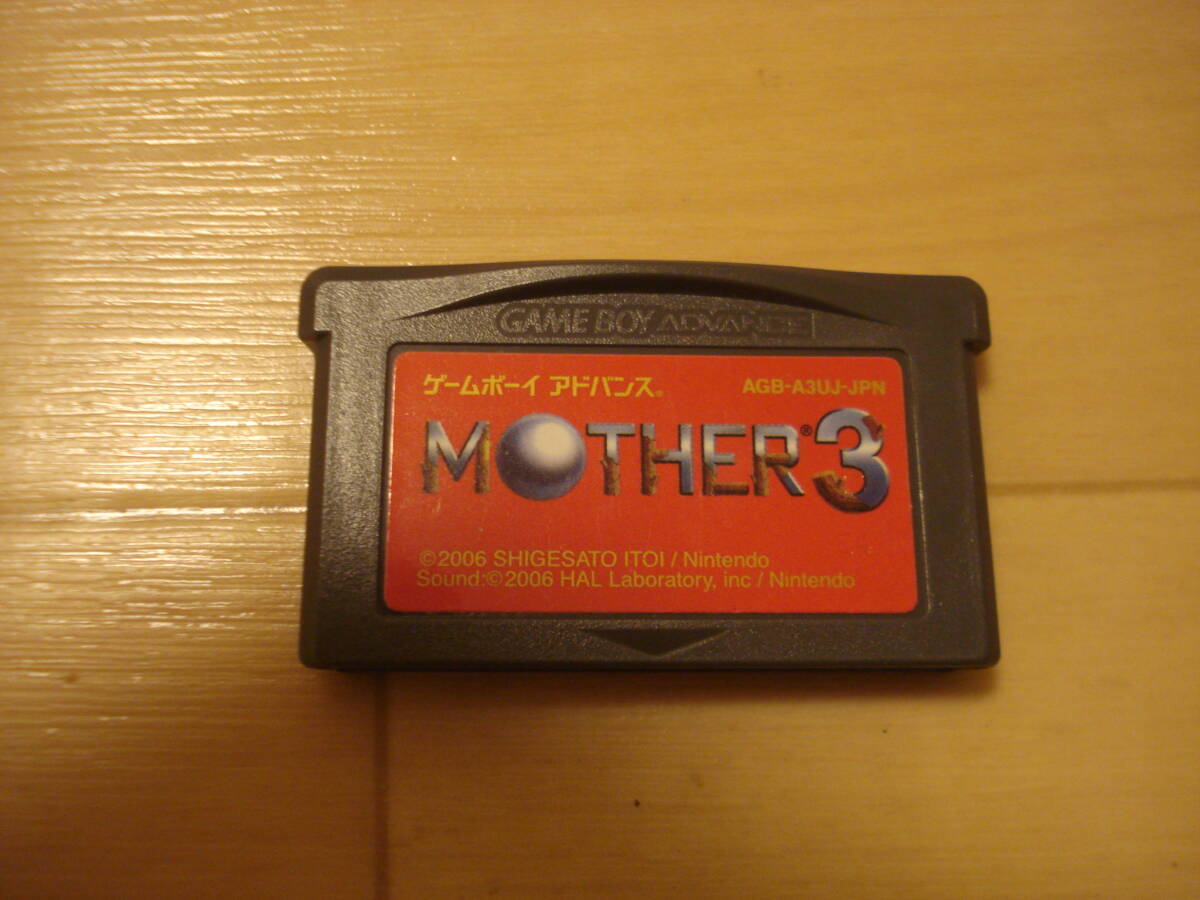 GAME BOY ADVANCE
ゲームボーイ アドバンス®
AGB-A3UJ-JPN
MOTHER®3
©2006 SHIGESATO ITOI / Nintendo
Sound:©2006 HAL Laboratory, inc / Nintendo